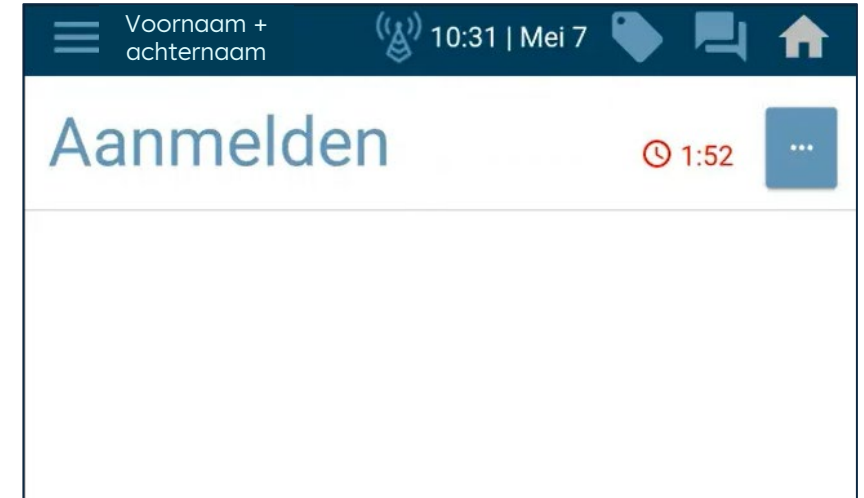 Voornaam +
achternaam
10:31 | Mei 7
Aanmelden
1:52
...